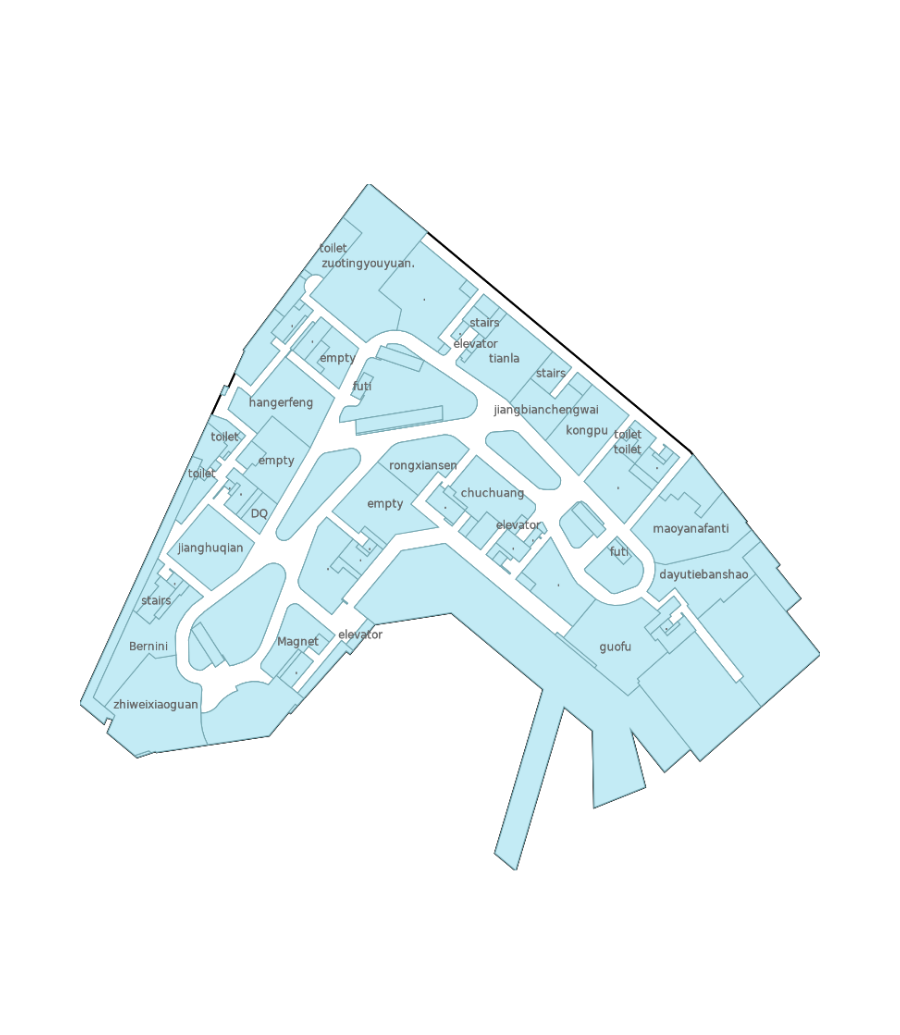 toilet
zuotingyouyuan.
stairs
elevator
empty
tianla
stairs
futi
hangerfeng
jiangbianchengwai
kongpu
toilet
toilet
toilet
empty
rongxiansen
toilet
chuchuang
empty
DQ
elevator
maoyanafanti
jianghuqian
futi
dayutiebanshao
stairs
elevator
Magnet
Bernini
guofu
zhiweixiaoguan